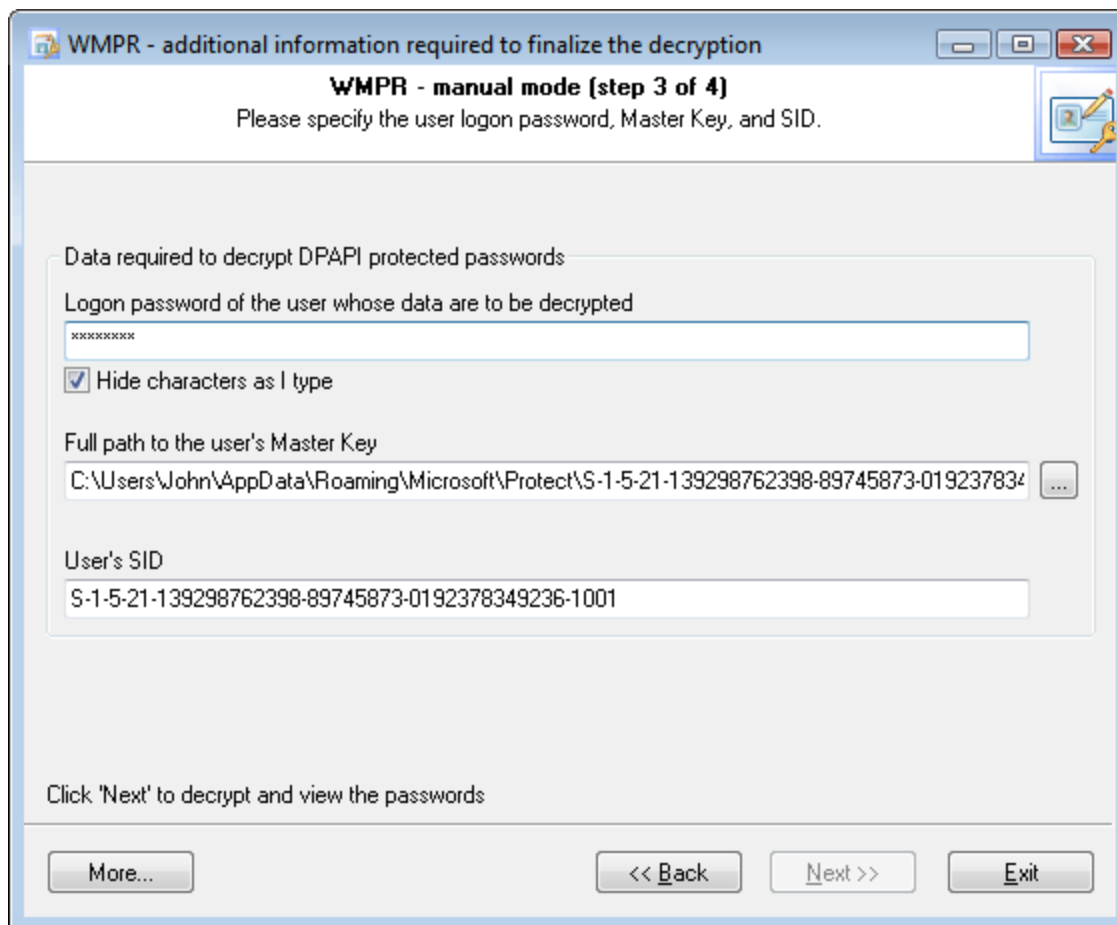 WMPR - additional information required to finalize the decryption
WMPR - manual mode (step 3 of 4)
Please specify the user logon password, Master Key, and SID.
Data required to decrypt DPAPI protected passwords
Logon password of the user whose data are to be decrypted
********
Hide characters as I type
Full path to the user's Master Key
C:\Users\John\AppData\Roaming\Microsoft\Protect\S-1-5-21-139298762398-89745873-019237834
...
User's SID
S-1-5-21-139298762398-89745873-0192378349236-1001
Click 'Next' to decrypt and view the passwords
More... << Back Next >> Exit